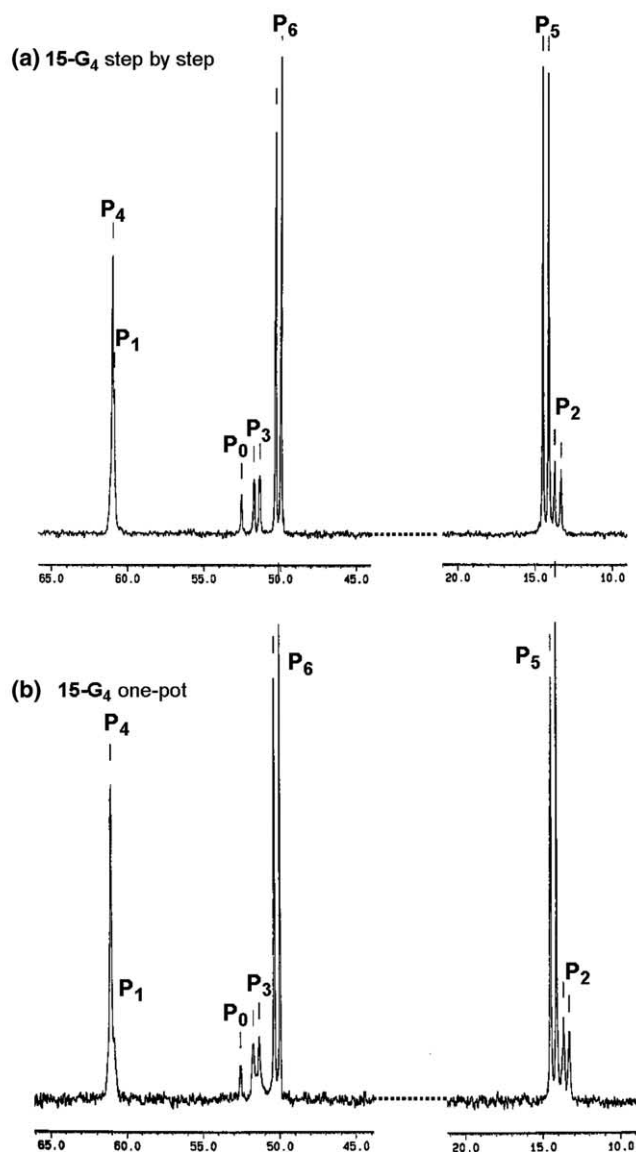 P₆
P₅
(a) 15-G₄ step by step
P₄
P₁
P₂
P₀ P₃
65.0 60.0 55.0 50.0 45.0 20.0 15.0 10.0
P₆
P₅
(b) 15-G₄ one-pot
P₄
P₁
P₃
P₂
P₀
65.0 60.0 55.0 50.0 45.0 20.0 15.0 10.0